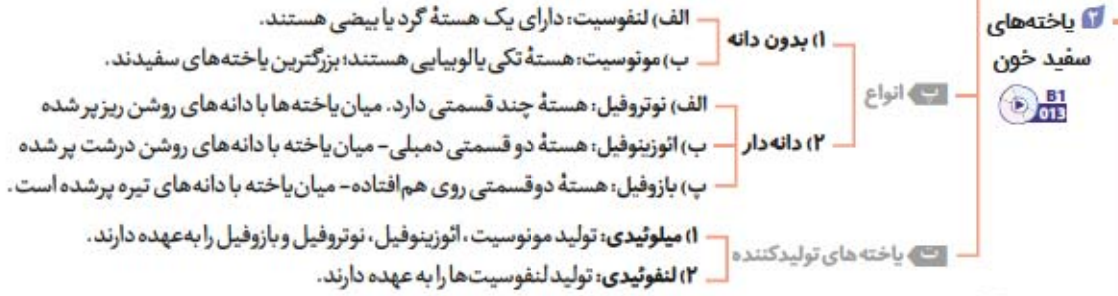 ۲ یاخته‌های
سفید خون
B1
013
ب انواع
۱) بدون دانه
الف) لنفوسیت: دارای یک هستهٔ گرد یا بیضی هستند.
ب) مونوسیت: هستهٔ تکی یا لوبیایی هستند؛ بزرگترین یاخته‌های سفیدند.
۲) دانه‌دار
الف) نوتروفیل: هستهٔ چند قسمتی دارد. میان‌یاخته‌ها با دانه‌های روشن ریز پر شده
ب) ائوزینوفیل: هستهٔ دو قسمتی دمبلی - میان‌یاخته با دانه‌های روشن درشت پر شده
پ) بازوفیل: هستهٔ دوقسمتی روی هم‌افتاده - میان‌یاخته با دانه‌های تیره پرشده است.
ت یاخته‌های تولیدکننده
۱) میلوئیدی: تولید مونوسیت، ائوزینوفیل، نوتروفیل و بازوفیل را به‌عهده دارند.
۲) لنفوئیدی: تولید لنفوسیت‌ها را به عهده دارند.